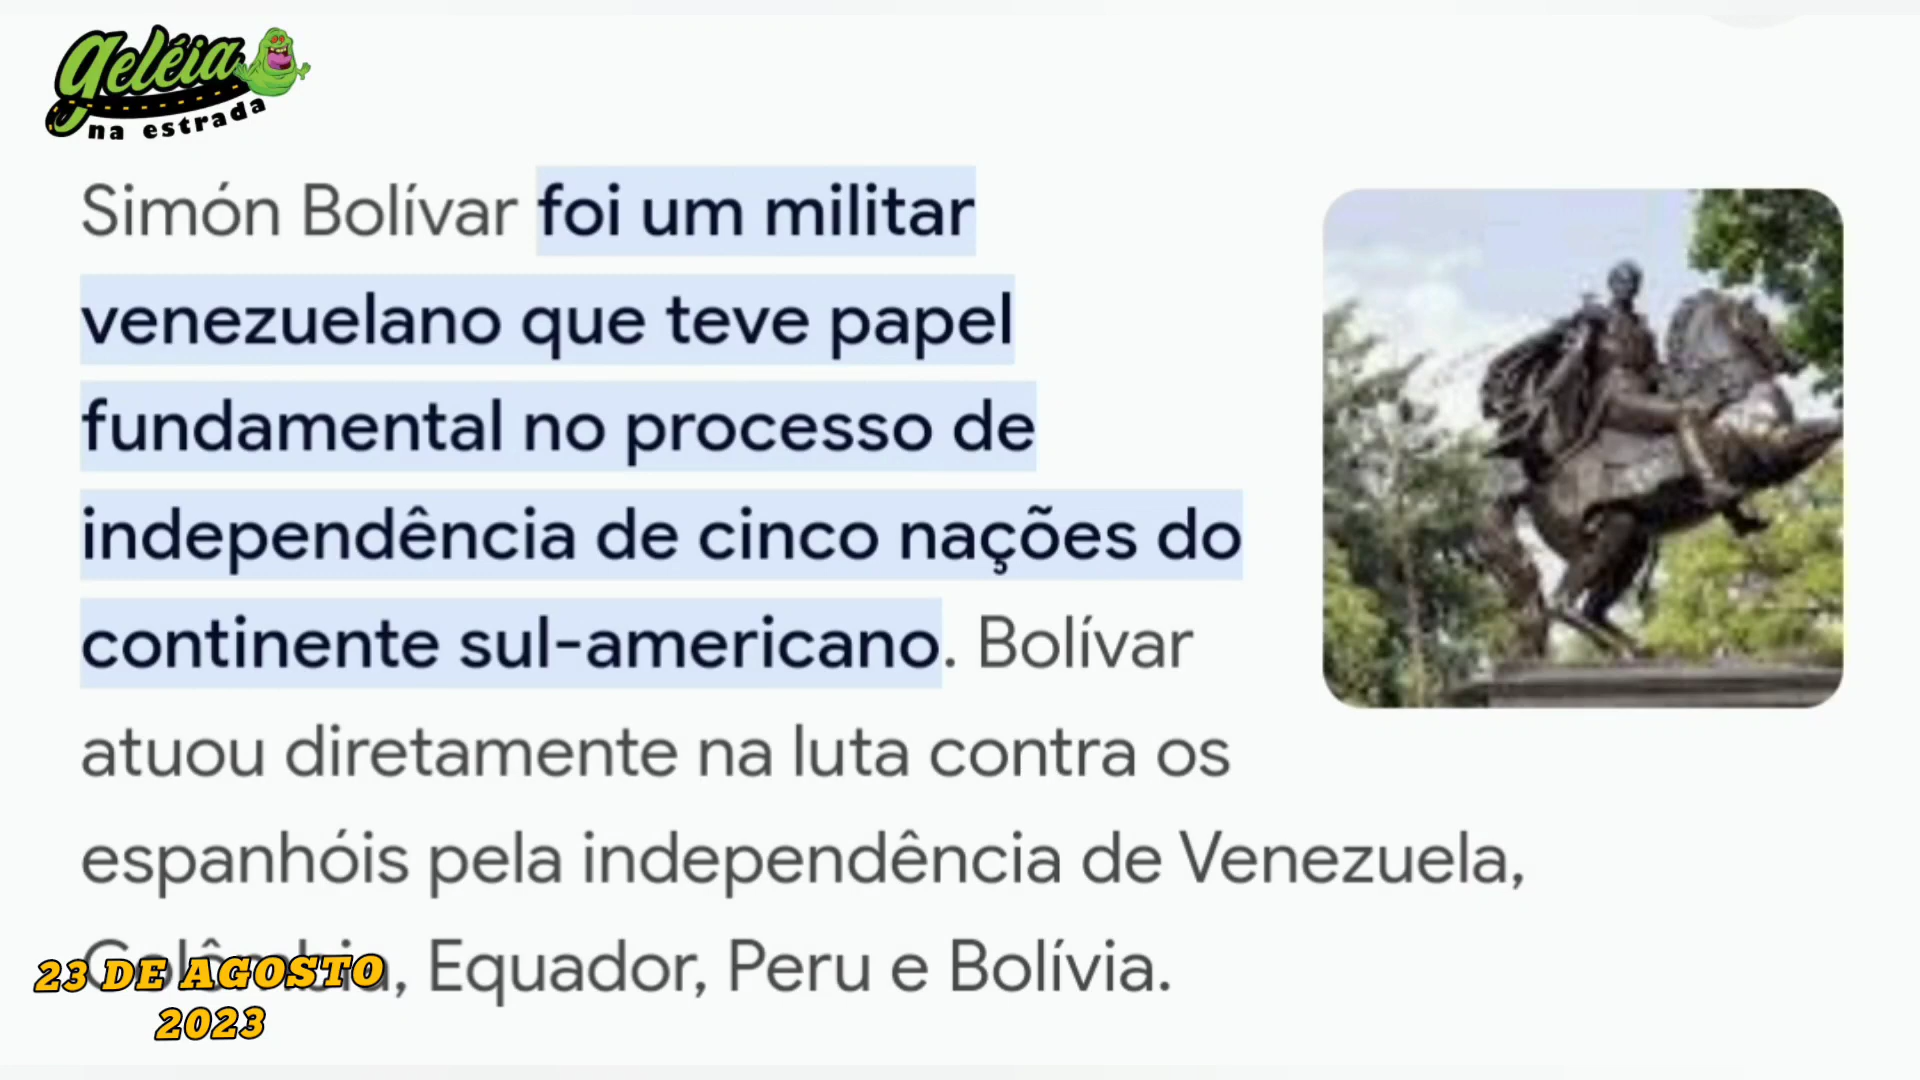 geléia
na estrada
Simón Bolívar foi um militar
venezuelano que teve papel
fundamental no processo de
independência de cinco nações do
continente sul-americano. Bolívar
atuou diretamente na luta contra os
espanhóis pela independência de Venezuela,
Colômbia, Equador, Peru e Bolívia.
23 DE AGOSTO
2023